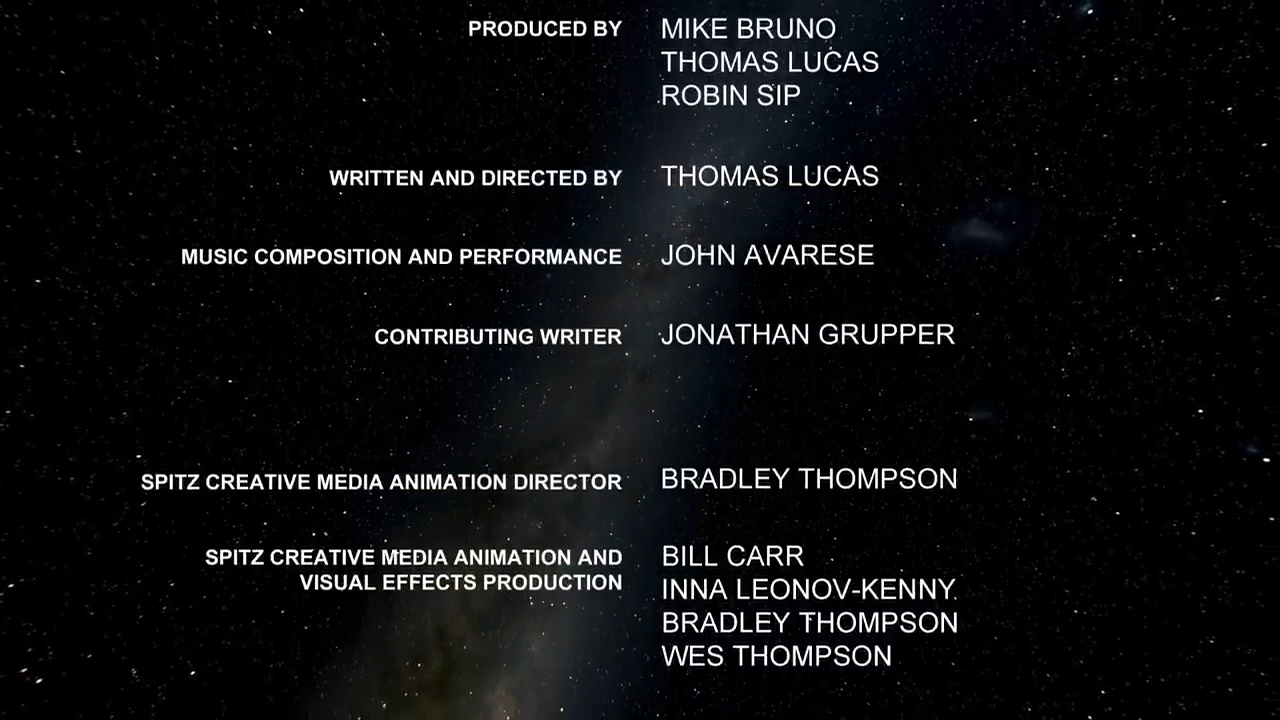 PRODUCED BY MIKE BRUNO
THOMAS LUCAS
ROBIN SIP
WRITTEN AND DIRECTED BY THOMAS LUCAS
MUSIC COMPOSITION AND PERFORMANCE JOHN AVARESE
CONTRIBUTING WRITER JONATHAN GRUPPER
SPITZ CREATIVE MEDIA ANIMATION DIRECTOR BRADLEY THOMPSON
SPITZ CREATIVE MEDIA ANIMATION AND
VISUAL EFFECTS PRODUCTION
BILL CARR
INNA LEONOV-KENNY
BRADLEY THOMPSON
WES THOMPSON